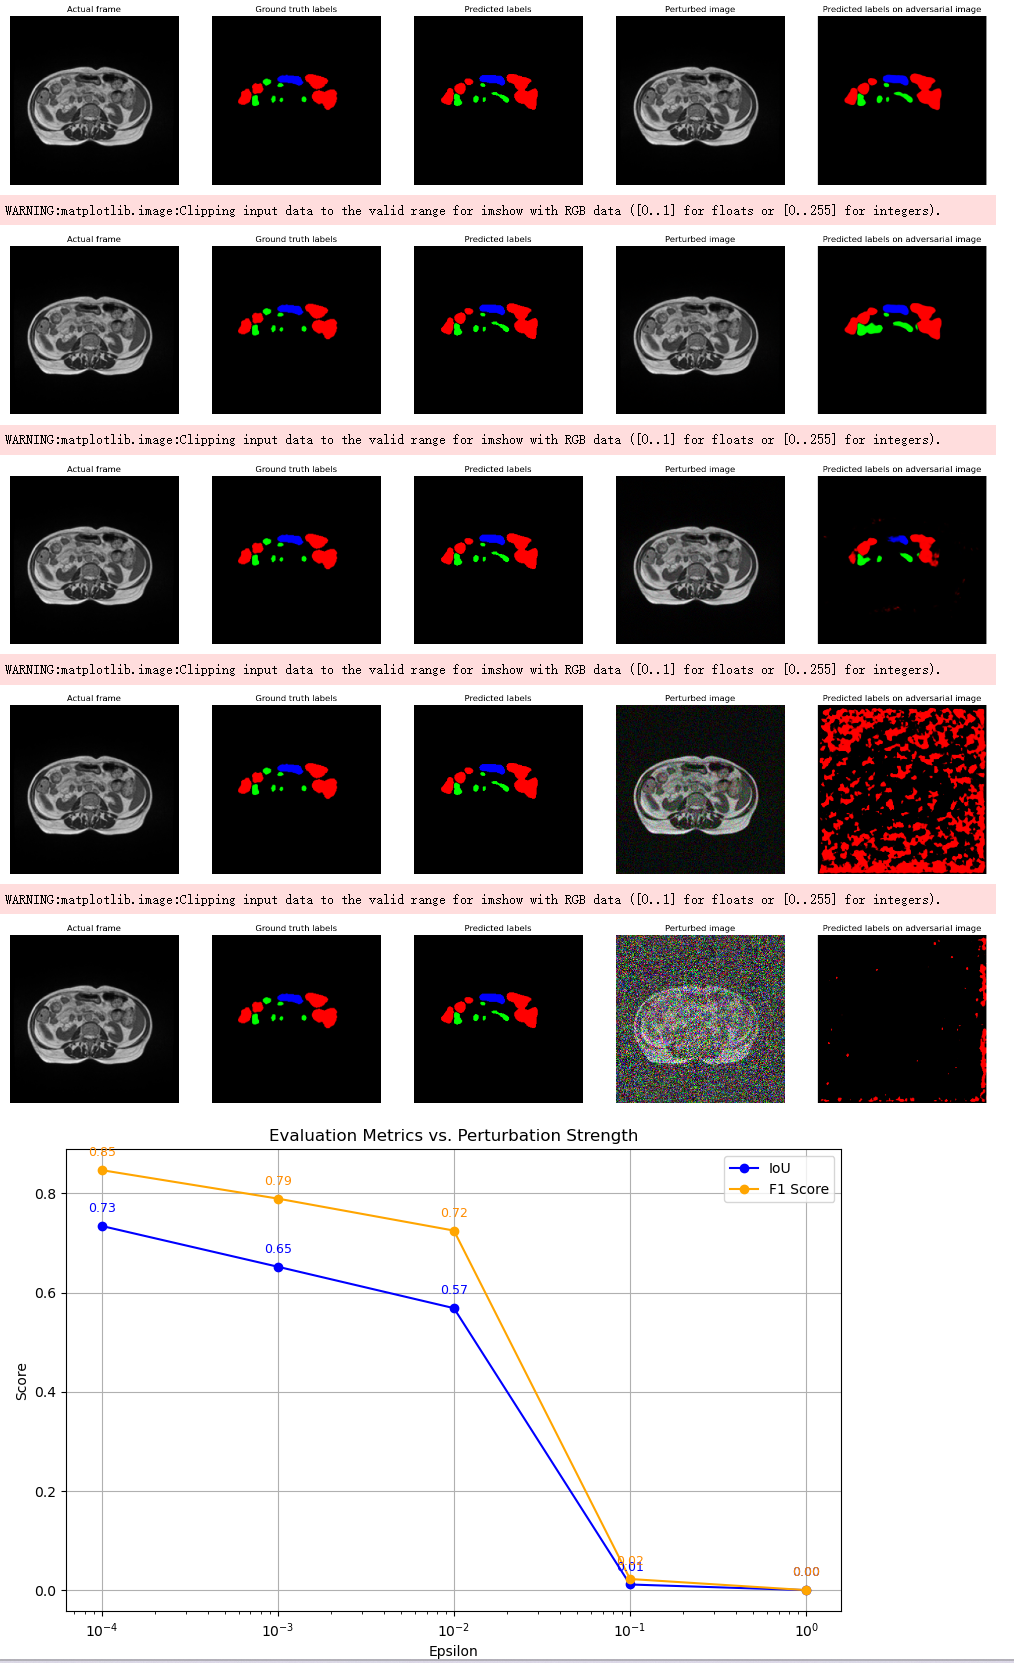 Actual frame Ground truth labels Predicted labels Perturbed image Predicted labels on adversarial image
WARNING:matplotlib.image:Clipping input data to the valid range for imshow with RGB data ([0..1] for floats or [0..255] for integers).
Actual frame Ground truth labels Predicted labels Perturbed image Predicted labels on adversarial image
WARNING:matplotlib.image:Clipping input data to the valid range for imshow with RGB data ([0..1] for floats or [0..255] for integers).
Actual frame Ground truth labels Predicted labels Perturbed image Predicted labels on adversarial image
WARNING:matplotlib.image:Clipping input data to the valid range for imshow with RGB data ([0..1] for floats or [0..255] for integers).
Actual frame Ground truth labels Predicted labels Perturbed image Predicted labels on adversarial image
WARNING:matplotlib.image:Clipping input data to the valid range for imshow with RGB data ([0..1] for floats or [0..255] for integers).
Actual frame Ground truth labels Predicted labels Perturbed image Predicted labels on adversarial image
Evaluation Metrics vs. Perturbation Strength
0.85
IoU
F1 Score
0.79
0.73
0.72
0.65
0.57
0.02
0.01
0.00
0.00
Score
0.8
0.6
0.4
0.2
0.0
10⁻⁴ 10⁻³ 10⁻² 10⁻¹ 10⁰
Epsilon